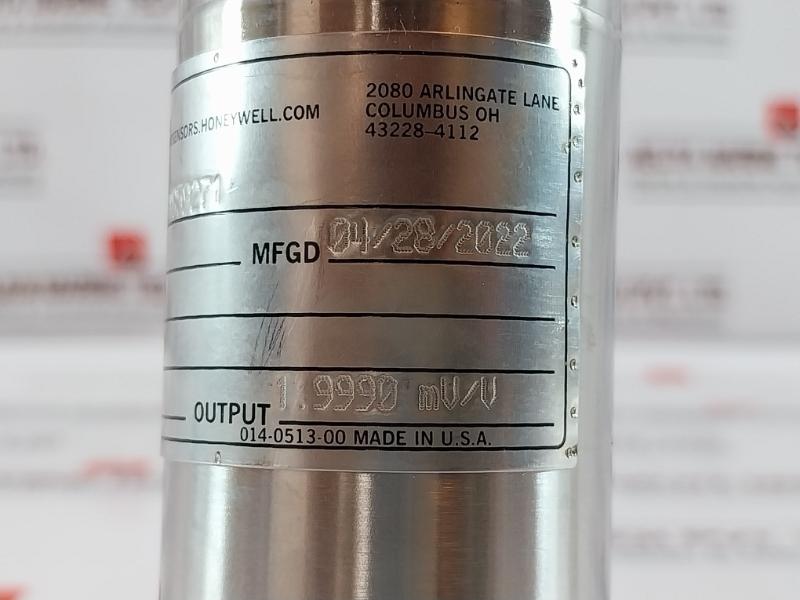 2080 ARLINGATE LANE
SENSORS.HONEYWELL.COM
COLUMBUS OH
43228-4112
MFGD 04/28/2022
OUTPUT 1.9990 mV/V
014-0513-00 MADE IN U.S.A.